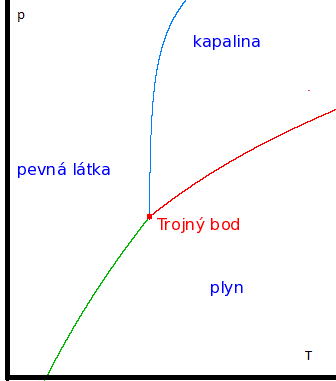 p
kapalina
pevná látka
Trojný bod
plyn
T